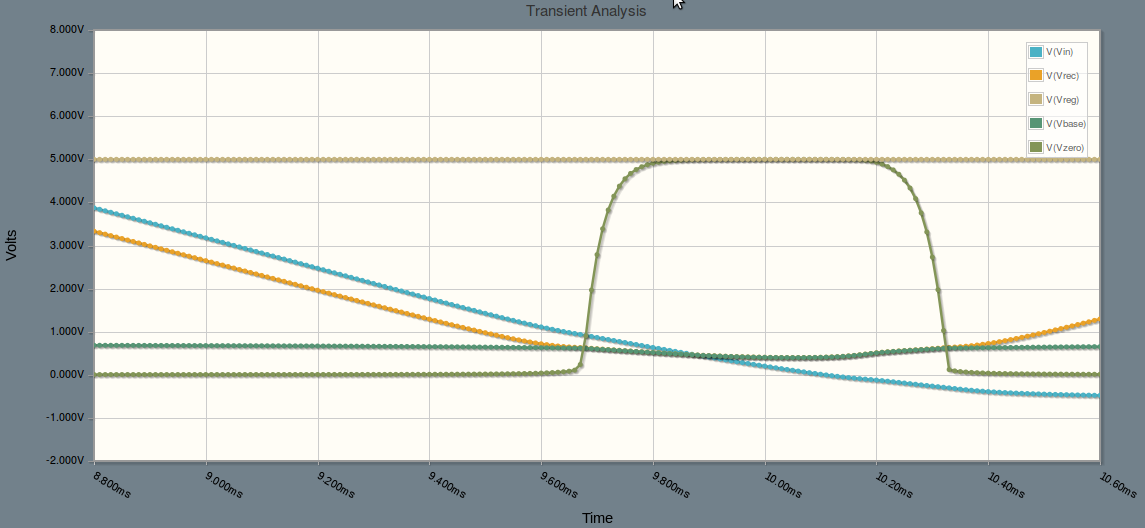 Transient Analysis
8.000V
7.000V
6.000V
5.000V
4.000V
3.000V
2.000V
1.000V
0.000V
-1.000V
-2.000V
Volts
V(Vin)
V(Vrec)
V(Vreg)
V(Vbase)
V(Vzero)
8.800ms
9.000ms
9.200ms
9.400ms
9.600ms
9.800ms
10.00ms
10.20ms
10.40ms
10.60ms
Time